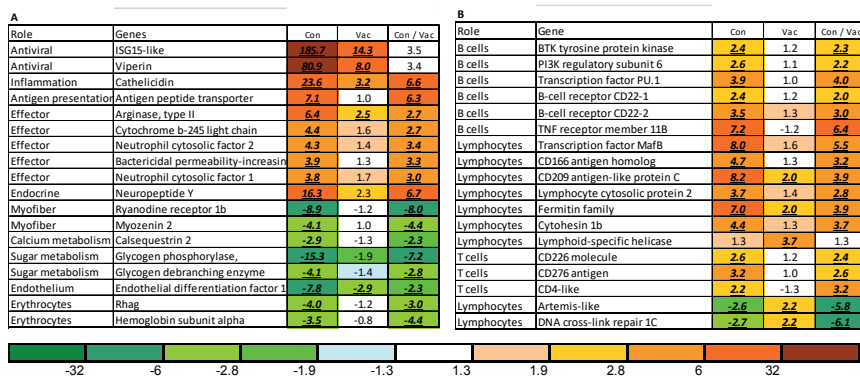 A
Role Genes Con Vac Con / Vac
Antiviral ISG15-like 185.7 14.3 3.5
Antiviral Viperin 80.9 8.0 3.4
Inflammation Cathelicidin 23.6 3.2 6.6
Antigen presentation Antigen peptide transporter 7.1 1.0 6.3
Effector Arginase, type II 6.4 2.5 2.7
Effector Cytochrome b-245 light chain 4.4 1.6 2.7
Effector Neutrophil cytosolic factor 2 4.3 1.4 3.4
Effector Bactericidal permeability-increasin 3.9 1.3 3.3
Effector Neutrophil cytosolic factor 1 3.8 1.7 3.0
Endocrine Neuropeptide Y 16.3 2.3 6.7
Myofiber Ryanodine receptor 1b -8.9 -1.2 -8.0
Myofiber Myozenin 2 -4.1 1.0 -4.4
Calcium metabolism Calsequestrin 2 -2.9 -1.3 -2.3
Sugar metabolism Glycogen phosphorylase, -15.3 -1.9 -7.2
Sugar metabolism Glycogen debranching enzyme -4.1 -1.4 -2.8
Endothelium Endothelial differentiation factor 1 -7.8 -2.9 -2.3
Erythrocytes Rhag -4.0 -1.2 -3.0
Erythrocytes Hemoglobin subunit alpha -3.5 -0.8 -4.4
B
Role Gene Con Vac Con/Vac
B cells BTK tyrosine protein kinase 2.4 1.2 2.3
B cells PI3K regulatory subunit 6 2.6 1.1 2.2
B cells Transcription factor PU.1 3.9 1.0 4.0
B cells B-cell receptor CD22-1 2.4 1.2 2.0
B cells B-cell receptor CD22-2 3.5 1.3 3.0
B cells TNF receptor member 11B 7.2 -1.2 6.4
Lymphocytes Transcription factor MafB 8.0 1.6 5.5
Lymphocytes CD166 antigen homolog 4.7 1.3 3.2
Lymphocytes CD209 antigen-like protein C 8.2 2.0 3.9
Lymphocytes Lymphocyte cytosolic protein 2 3.7 1.4 2.8
Lymphocytes Fermitin family 7.0 2.0 3.9
Lymphocytes Cytohesin 1b 4.4 1.3 3.7
Lymphocytes Lymphoid-specific helicase 1.3 3.7 1.3
T cells CD226 molecule 2.6 1.2 2.4
T cells CD276 antigen 3.2 1.0 2.6
T cells CD4-like 2.2 -1.3 3.2
Lymphocytes Artemis-like -2.6 2.2 -5.8
Lymphocytes DNA cross-link repair 1C -2.7 2.2 -6.1
-32 -6 -2.8 -1.9 -1.3 1.3 1.9 2.8 6 32